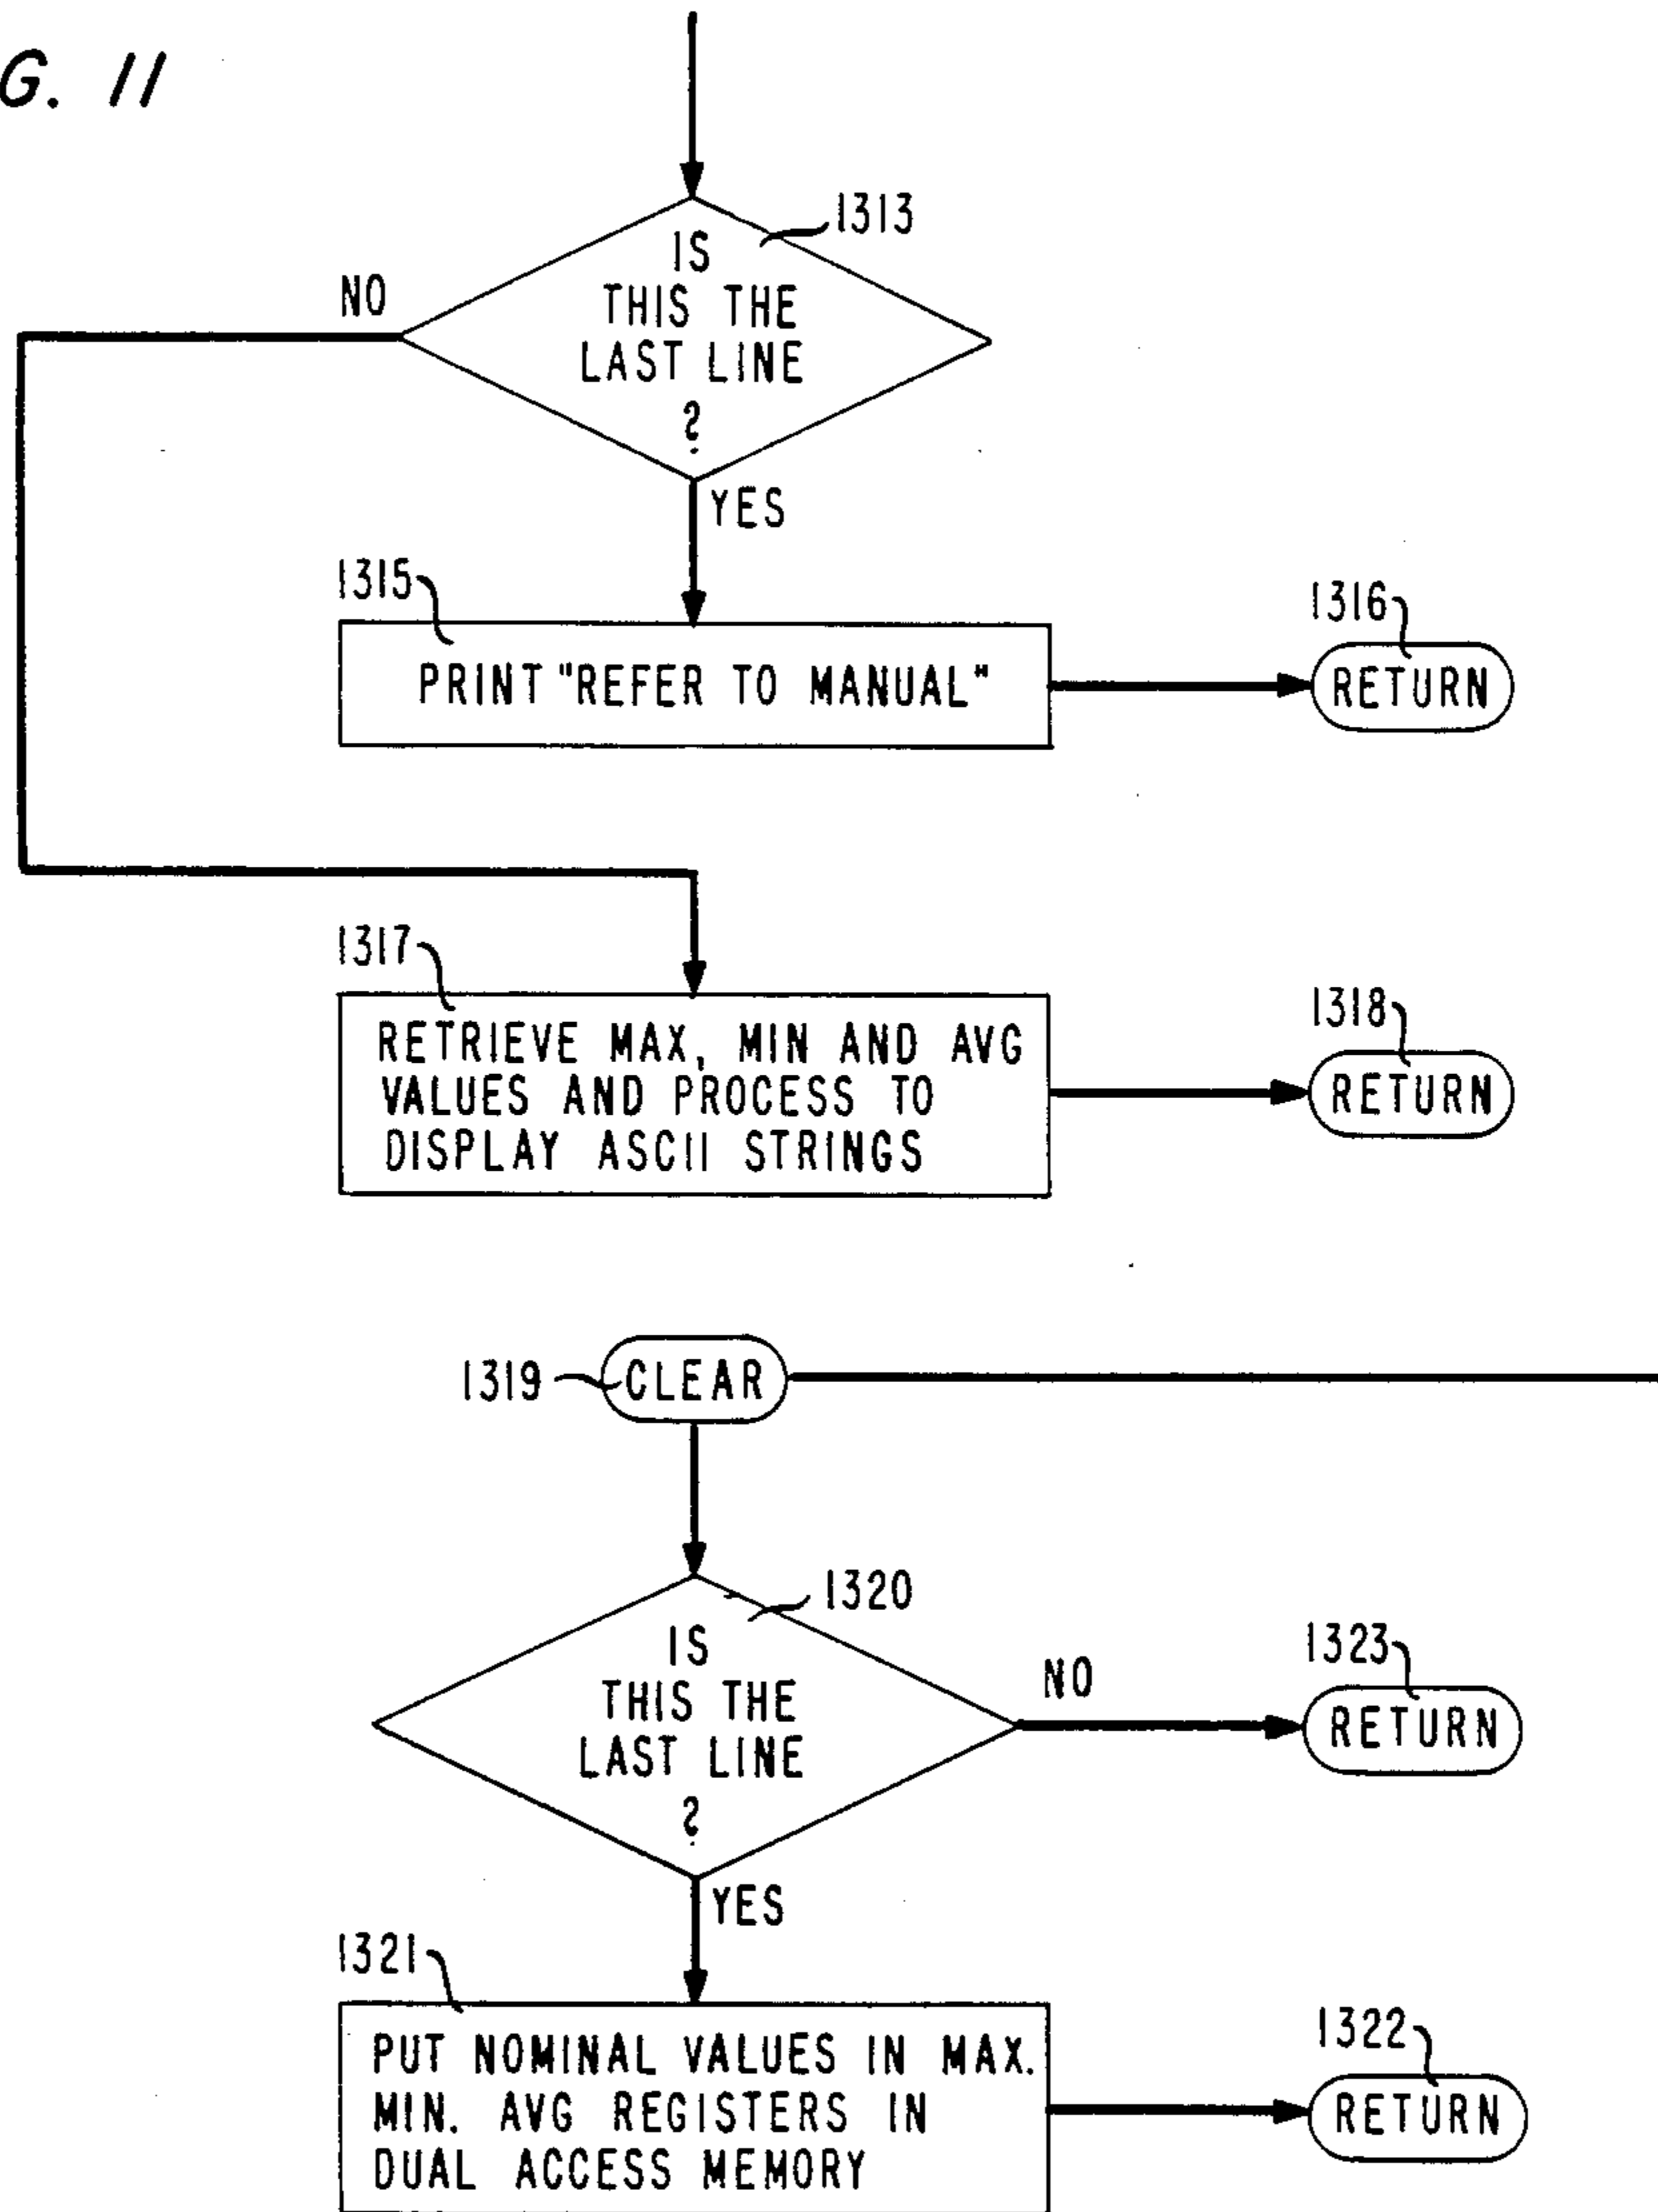 G. 11
1313
IS
THIS THE
LAST LINE
?
NO
YES
1315
PRINT "REFER TO MANUAL"
1316
RETURN
1317
RETRIEVE MAX, MIN AND AVG
VALUES AND PROCESS TO
DISPLAY ASCII STRINGS
1318
RETURN
1319
CLEAR
1320
IS
THIS THE
LAST LINE
?
NO
1323
RETURN
YES
1321
PUT NOMINAL VALUES IN MAX.
MIN. AVG REGISTERS IN
DUAL ACCESS MEMORY
1322
RETURN